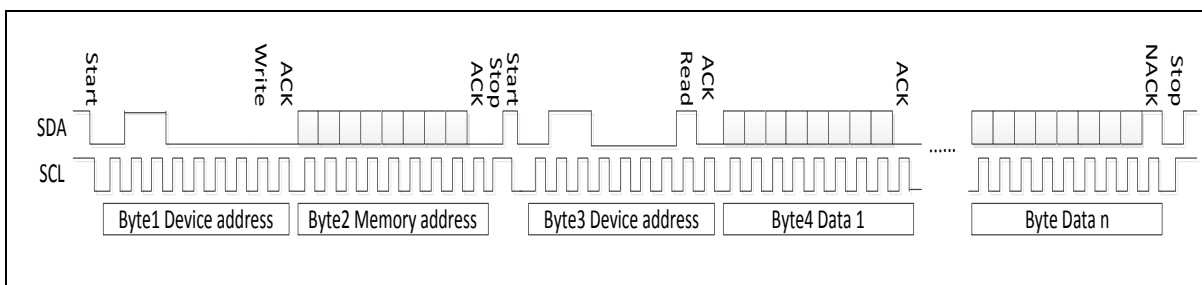 Start
Write
ACK
ACK
Stop
Start
Read
ACK
ACK
NACK
Stop
SDA
......
SCL
Byte1 Device address
Byte2 Memory address
Byte3 Device address
Byte4 Data 1
Byte Data n